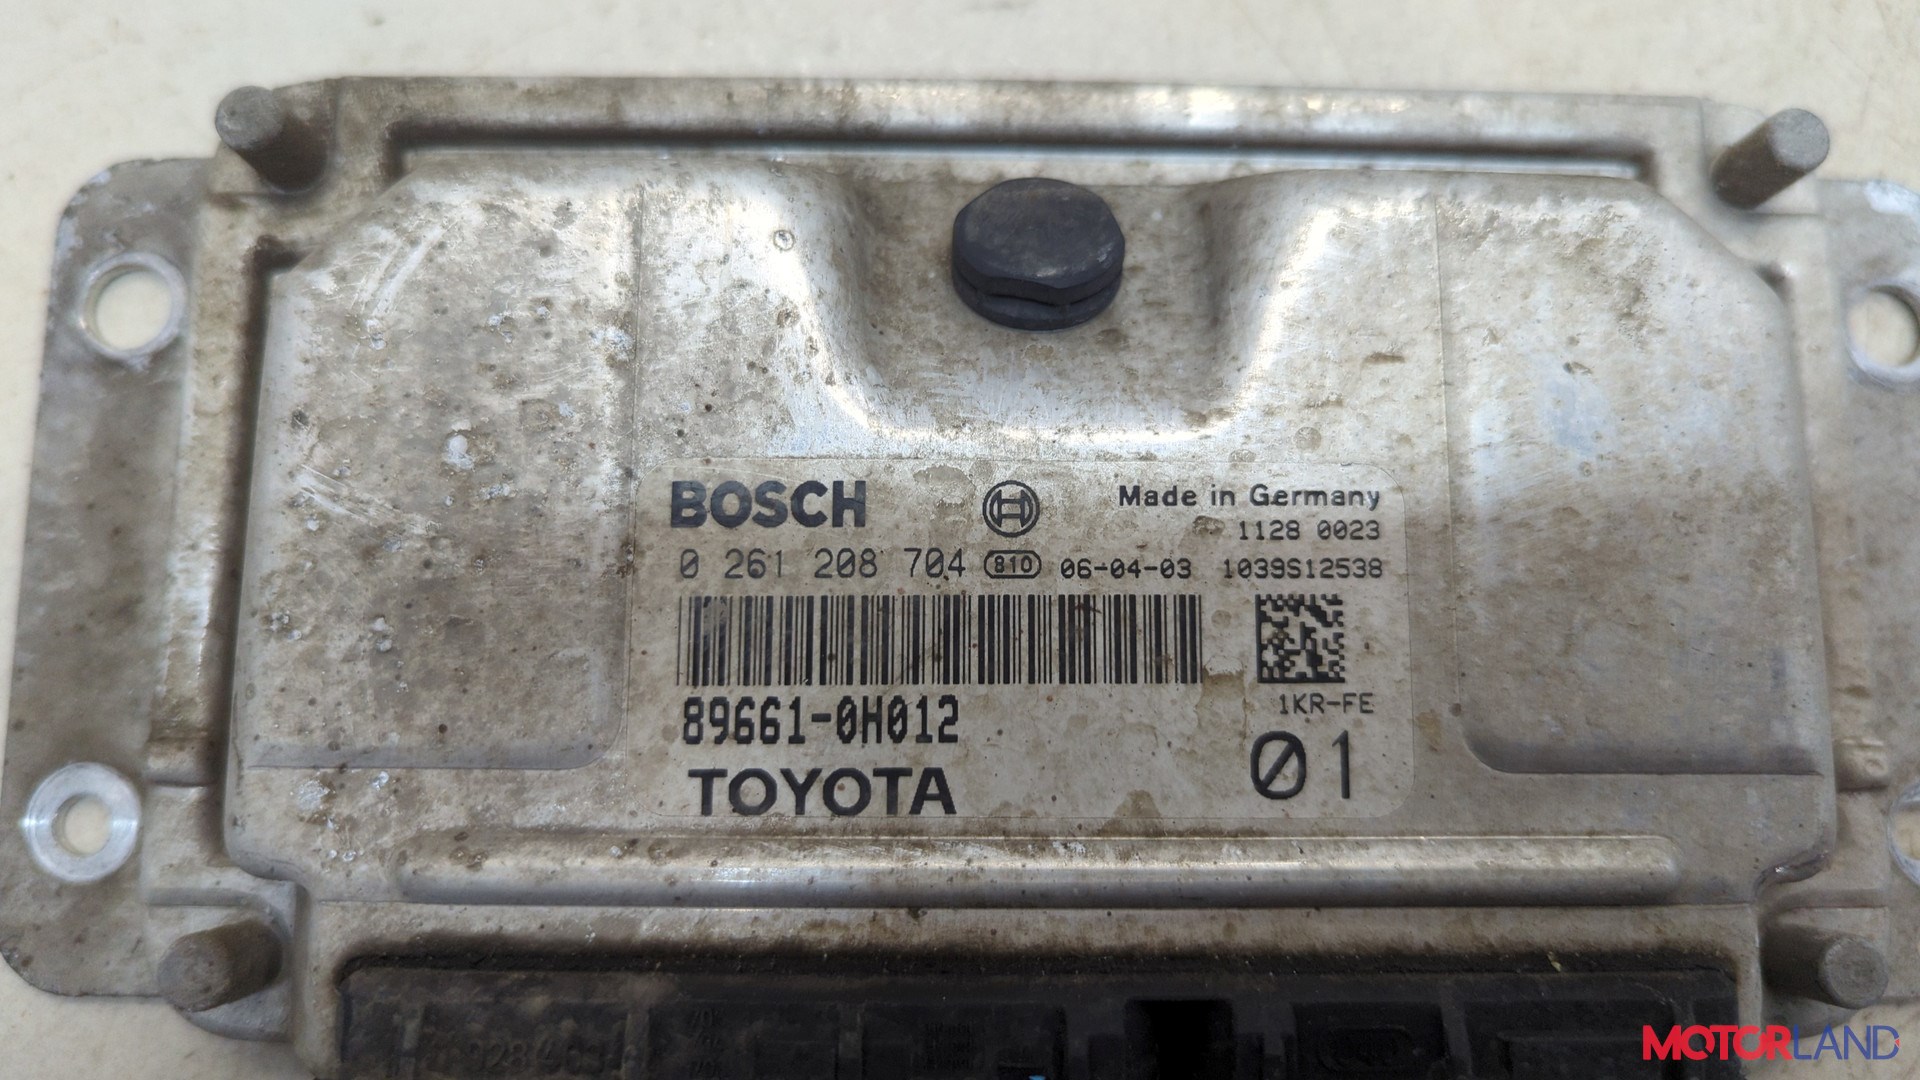 BOSCH Made in Germany
1128 0023
0 261 208 704 810 06-04-03 1039S12538
89661-0H012 1KR-FE
TOYOTA 01
MOTORLAND